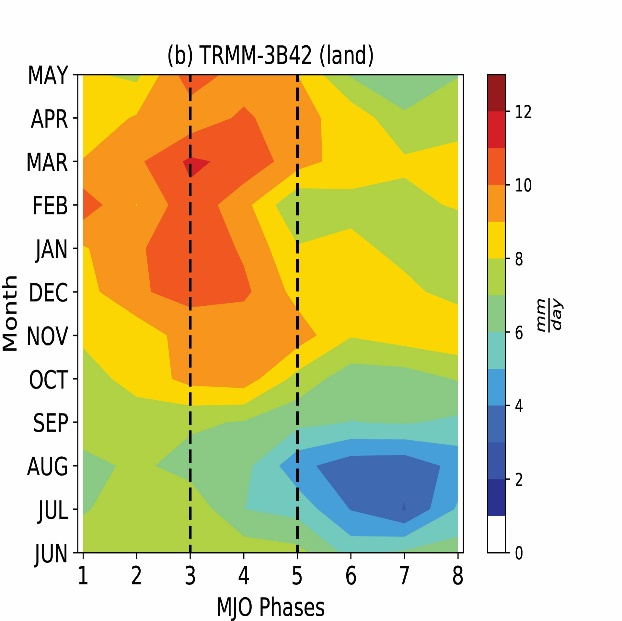 (b) TRMM-3B42 (land)
MAY
APR
MAR
FEB
JAN
DEC
NOV
OCT
SEP
AUG
JUL
JUN
Month
1 2 3 4 5 6 7 8
MJO Phases
12
10
8
6
4
2
0
mm
day